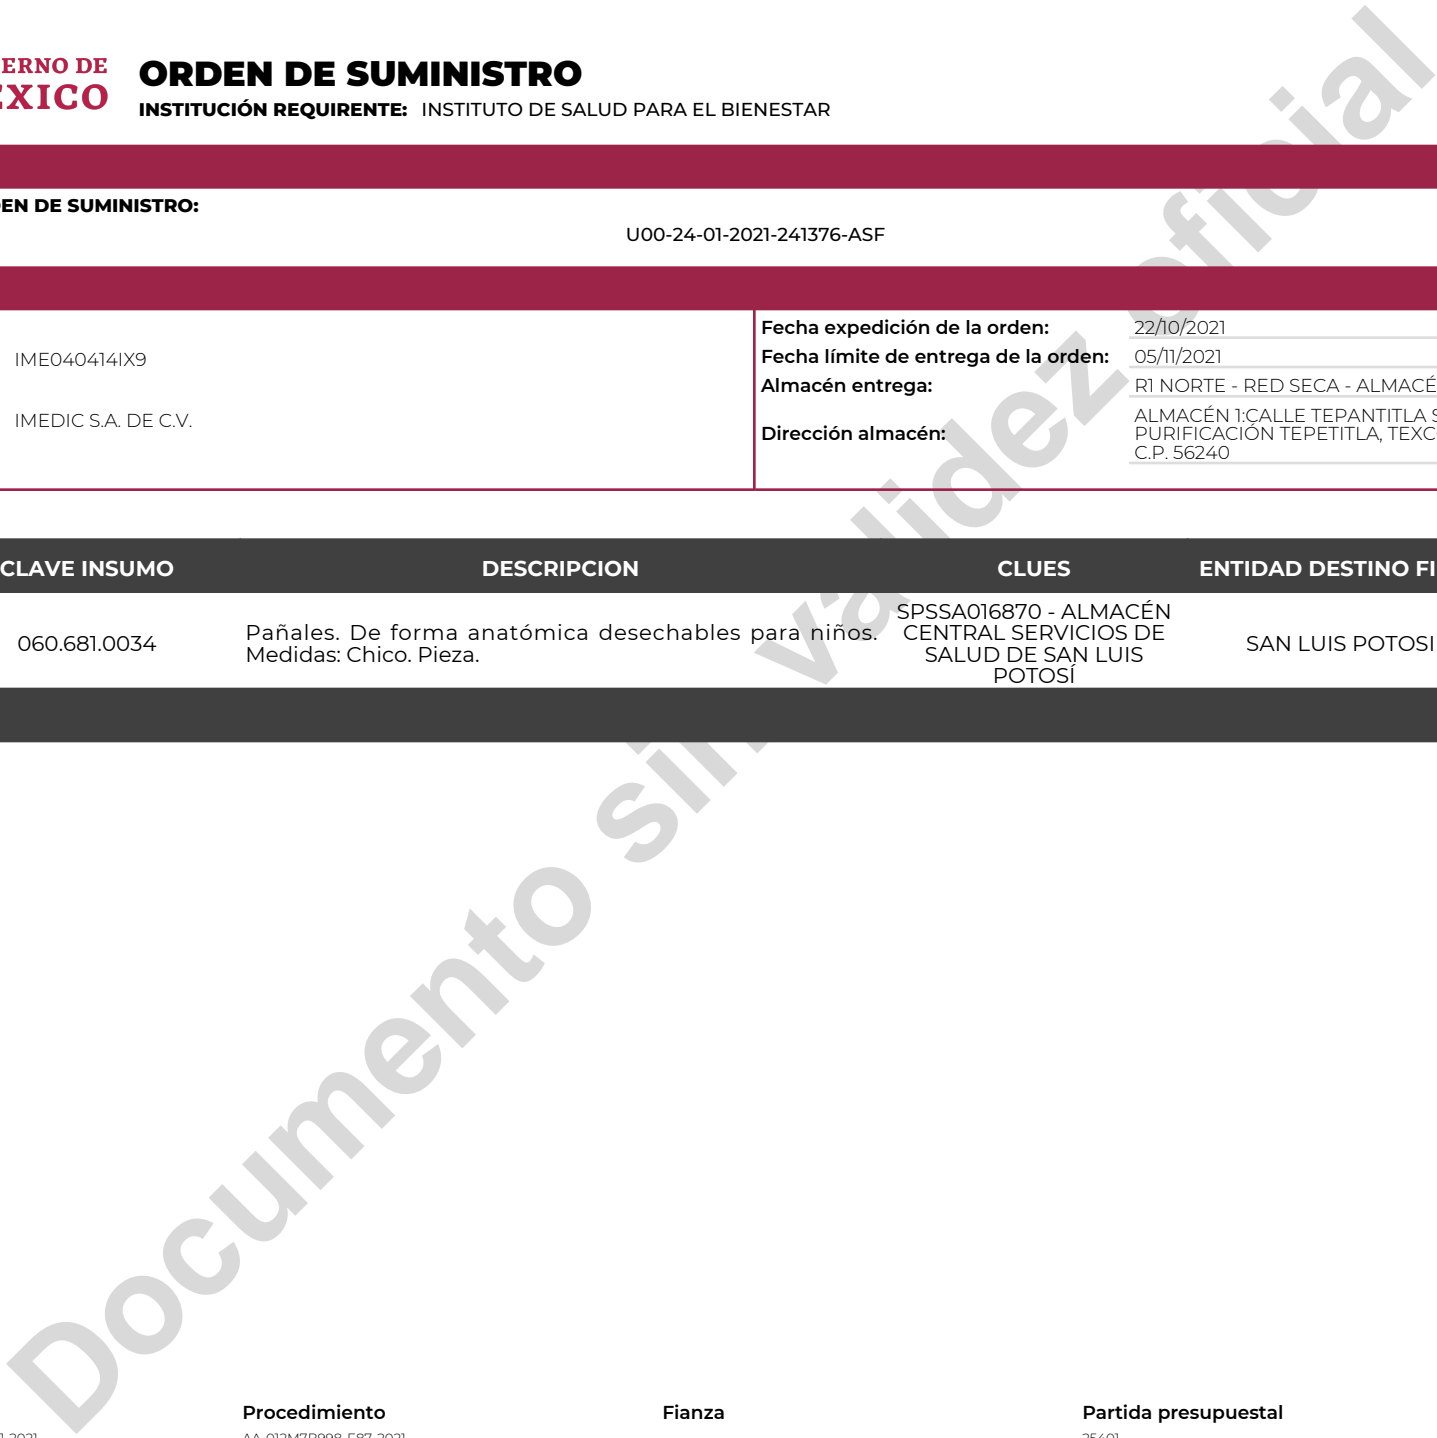 ERNO DE
EXICO
ORDEN DE SUMINISTRO
INSTITUCIÓN REQUIRENTE: INSTITUTO DE SALUD PARA EL BIENESTAR
EN DE SUMINISTRO:
U00-24-01-2021-241376-ASF
IME040414IX9
IMEDIC S.A. DE C.V.
Fecha expedición de la orden: 22/10/2021
Fecha límite de entrega de la orden: 05/11/2021
Almacén entrega: R1 NORTE - RED SECA - ALMACÉ
Dirección almacén:
ALMACÉN 1:CALLE TEPANTITLA S
PURIFICACIÓN TEPETITLA, TEXC
C.P. 56240
CLAVE INSUMO DESCRIPCION CLUES ENTIDAD DESTINO FI
060.681.0034
Pañales. De forma anatómica desechables para niños.
Medidas: Chico. Pieza.
SPSSA016870 - ALMACÉN
CENTRAL SERVICIOS DE
SALUD DE SAN LUIS
POTOSÍ
SAN LUIS POTOSI
Documento sin validez oficial
Procedimiento Fianza Partida presupuestal